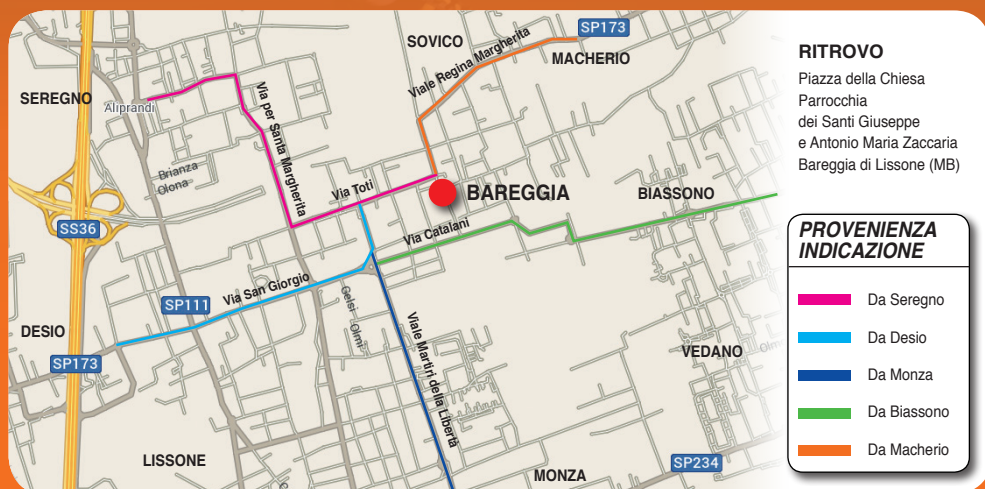 SP173
SOVICO
Viale Regina Margherita
MACHERIO
SEREGNO
Aliprandi
Via per Santa Margherita
Brianza
Olona
Via Toti
BAREGGIA
BIASSONO
SS36
Via Catalani
Via San Giorgio
SP111
Gelsi
Olmi
Viale Martiri della Libertà
DESIO
SP173
VEDANO
LISSONE
MONZA
SP234
RITROVO
Piazza della Chiesa
Parrocchia
dei Santi Giuseppe
e Antonio Maria Zaccaria
Bareggia di Lissone (MB)
PROVENIENZA
INDICAZIONE
Da Seregno
Da Desio
Da Monza
Da Biassono
Da Macherio